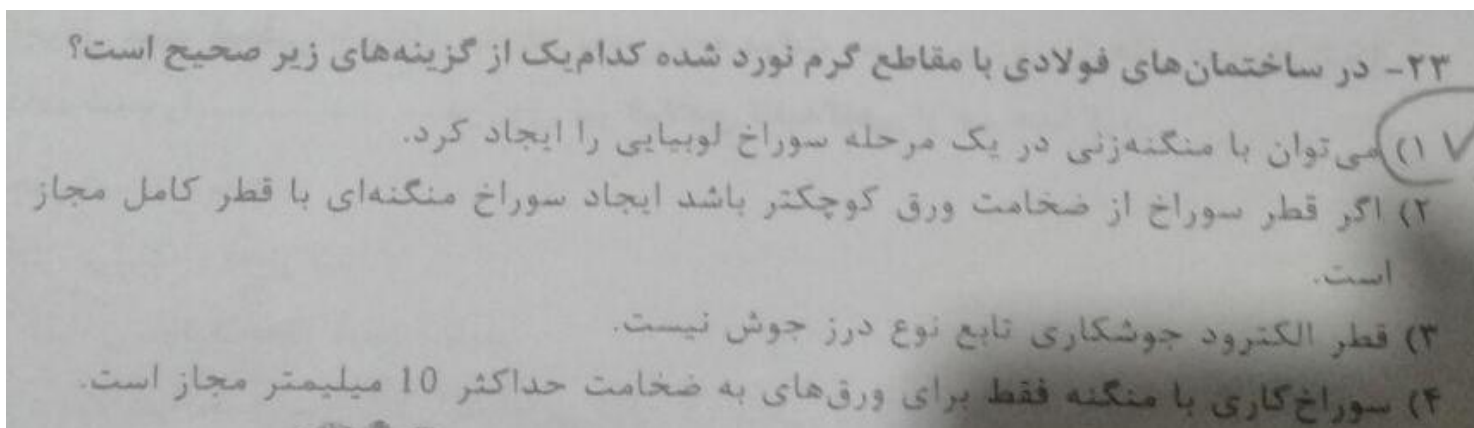 ۲۳- در ساختمان‌های فولادی با مقاطع گرم نورد شده کدام‌یک از گزینه‌های زیر صحیح است؟
۱) می‌توان با منگنه‌زنی در یک مرحله سوراخ لوبیایی را ایجاد کرد.
۲) اگر قطر سوراخ از ضخامت ورق کوچکتر باشد ایجاد سوراخ منگنه‌ای با قطر کامل مجاز
است.
۳) قطر الکترود جوشکاری تابع نوع درز جوش نیست.
۴) سوراخ‌کاری با منگنه فقط برای ورق‌های به ضخامت حداکثر 10 میلیمتر مجاز است.